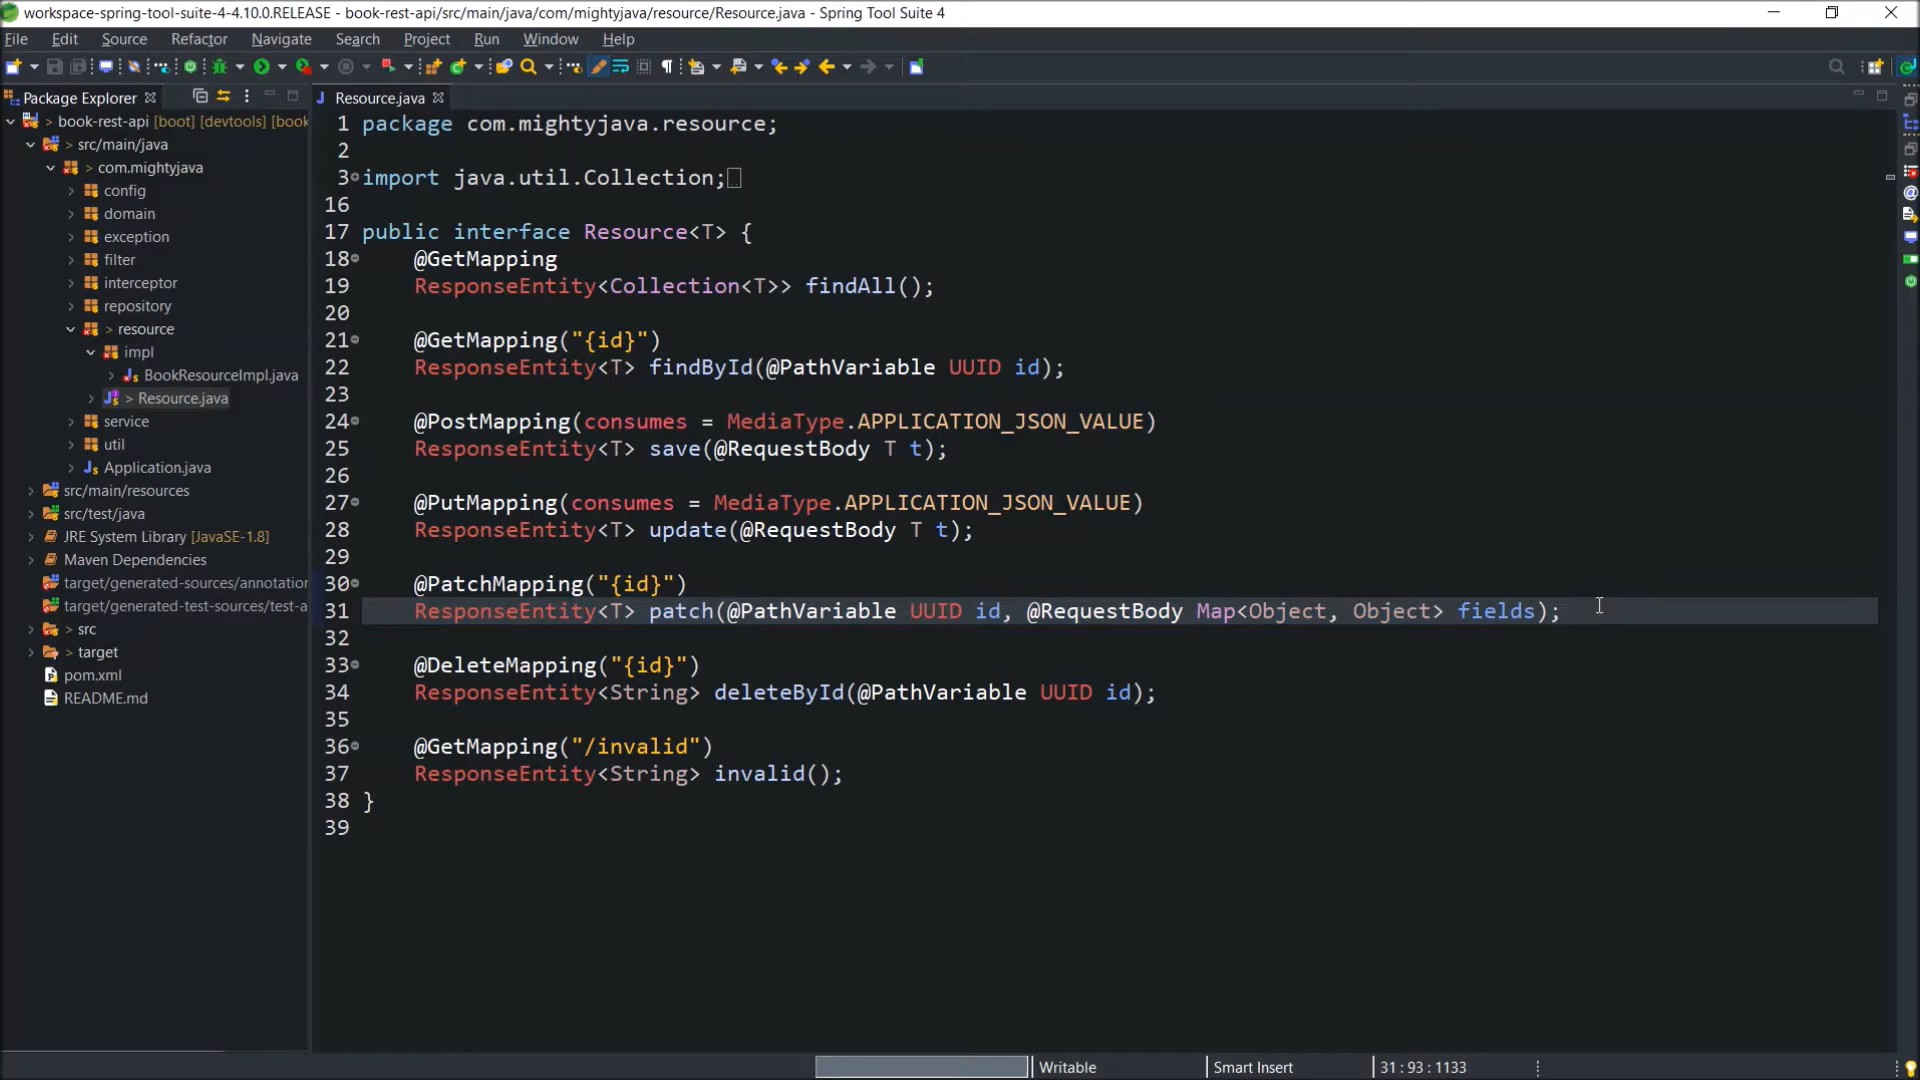 workspace-spring-tool-suite-4-4.10.0.RELEASE - book-rest-api/src/main/java/com/mightyjava/resource/Resource.java - Spring Tool Suite 4
File Edit Source Refactor Navigate Search Project Run Window Help
Package Explorer
Resource.java
> book-rest-api [boot] [devtools] [book
> src/main/java
> com.mightyjava
config
domain
exception
filter
interceptor
repository
> resource
impl
BookResourceImpl.java
> Resource.java
service
util
Application.java
src/main/resources
src/test/java
JRE System Library [JavaSE-1.8]
Maven Dependencies
target/generated-sources/annotation
target/generated-test-sources/test-a
> src
> target
pom.xml
README.md
1 package com.mightyjava.resource;
2
3 import java.util.Collection;
16
17 public interface Resource<T> {
18 @GetMapping
19 ResponseEntity<Collection<T>> findAll();
20
21 @GetMapping("{id}")
22 ResponseEntity<T> findById(@PathVariable UUID id);
23
24 @PostMapping(consumes = MediaType.APPLICATION_JSON_VALUE)
25 ResponseEntity<T> save(@RequestBody T t);
26
27 @PutMapping(consumes = MediaType.APPLICATION_JSON_VALUE)
28 ResponseEntity<T> update(@RequestBody T t);
29
30 @PatchMapping("{id}")
31 ResponseEntity<T> patch(@PathVariable UUID id, @RequestBody Map<Object, Object> fields);
32
33 @DeleteMapping("{id}")
34 ResponseEntity<String> deleteById(@PathVariable UUID id);
35
36 @GetMapping("/invalid")
37 ResponseEntity<String> invalid();
38 }
39
Writable Smart Insert 31 : 93 : 1133